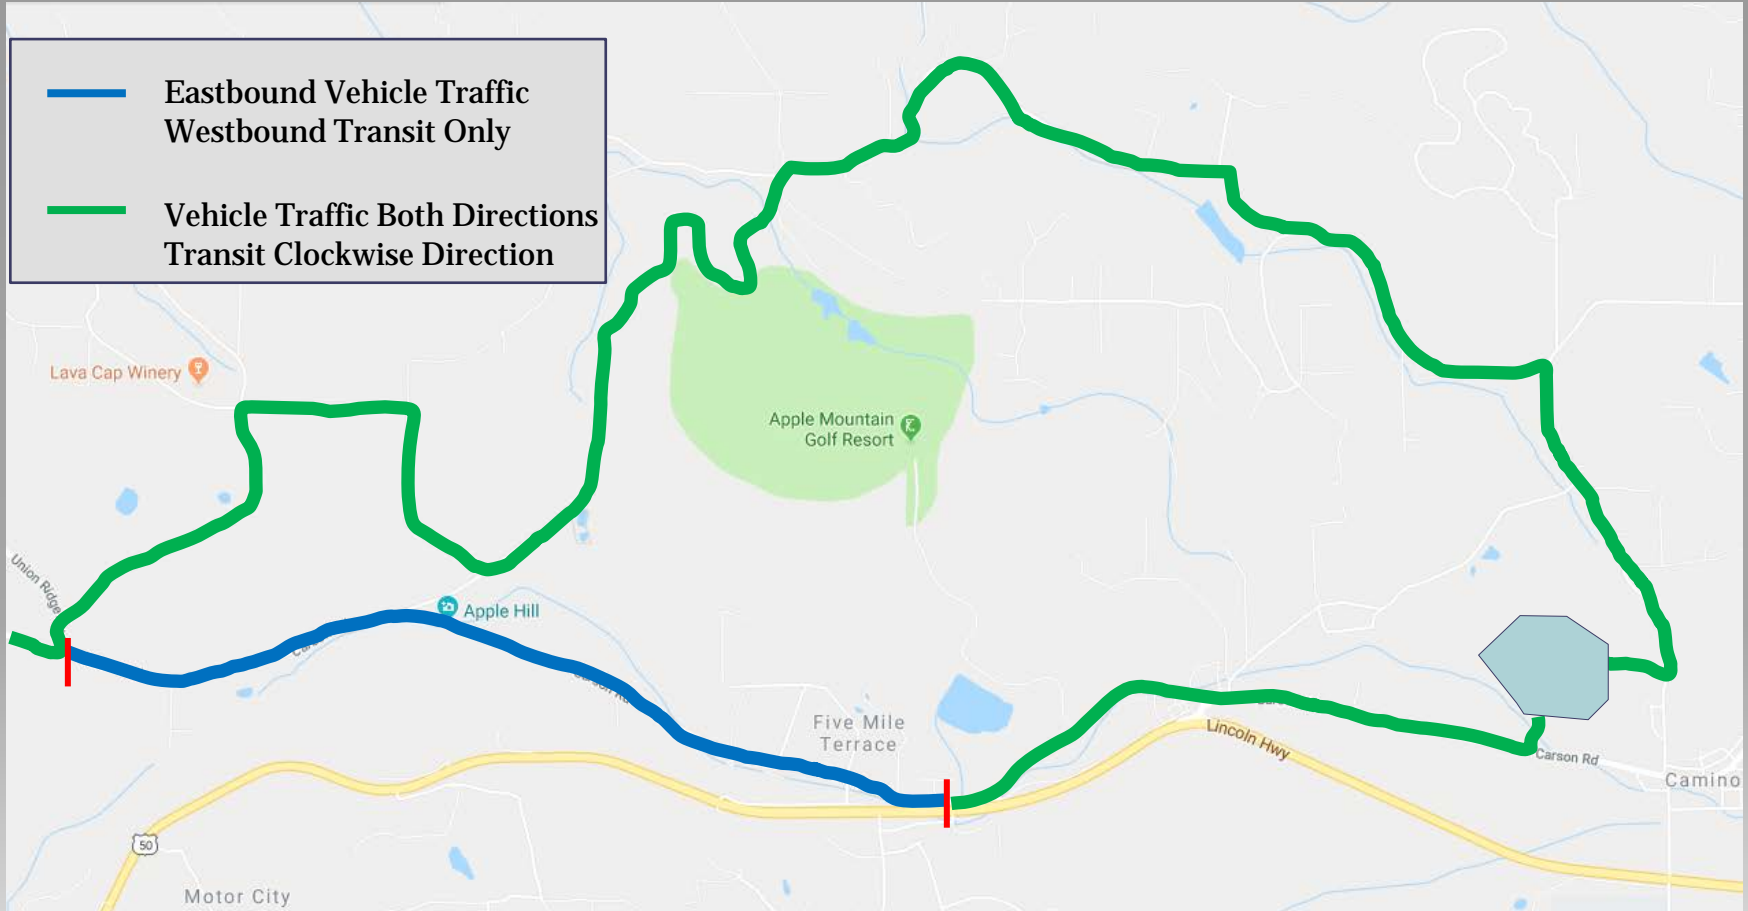 Eastbound Vehicle Traffic
Westbound Transit Only
Vehicle Traffic Both Directions
Transit Clockwise Direction
Lava Cap Winery
Apple Mountain
Golf Resort
Union Ridge
Apple Hill
Five Mile
Terrace
Lincoln Hwy
Carson Rd
Camino
50
Motor City